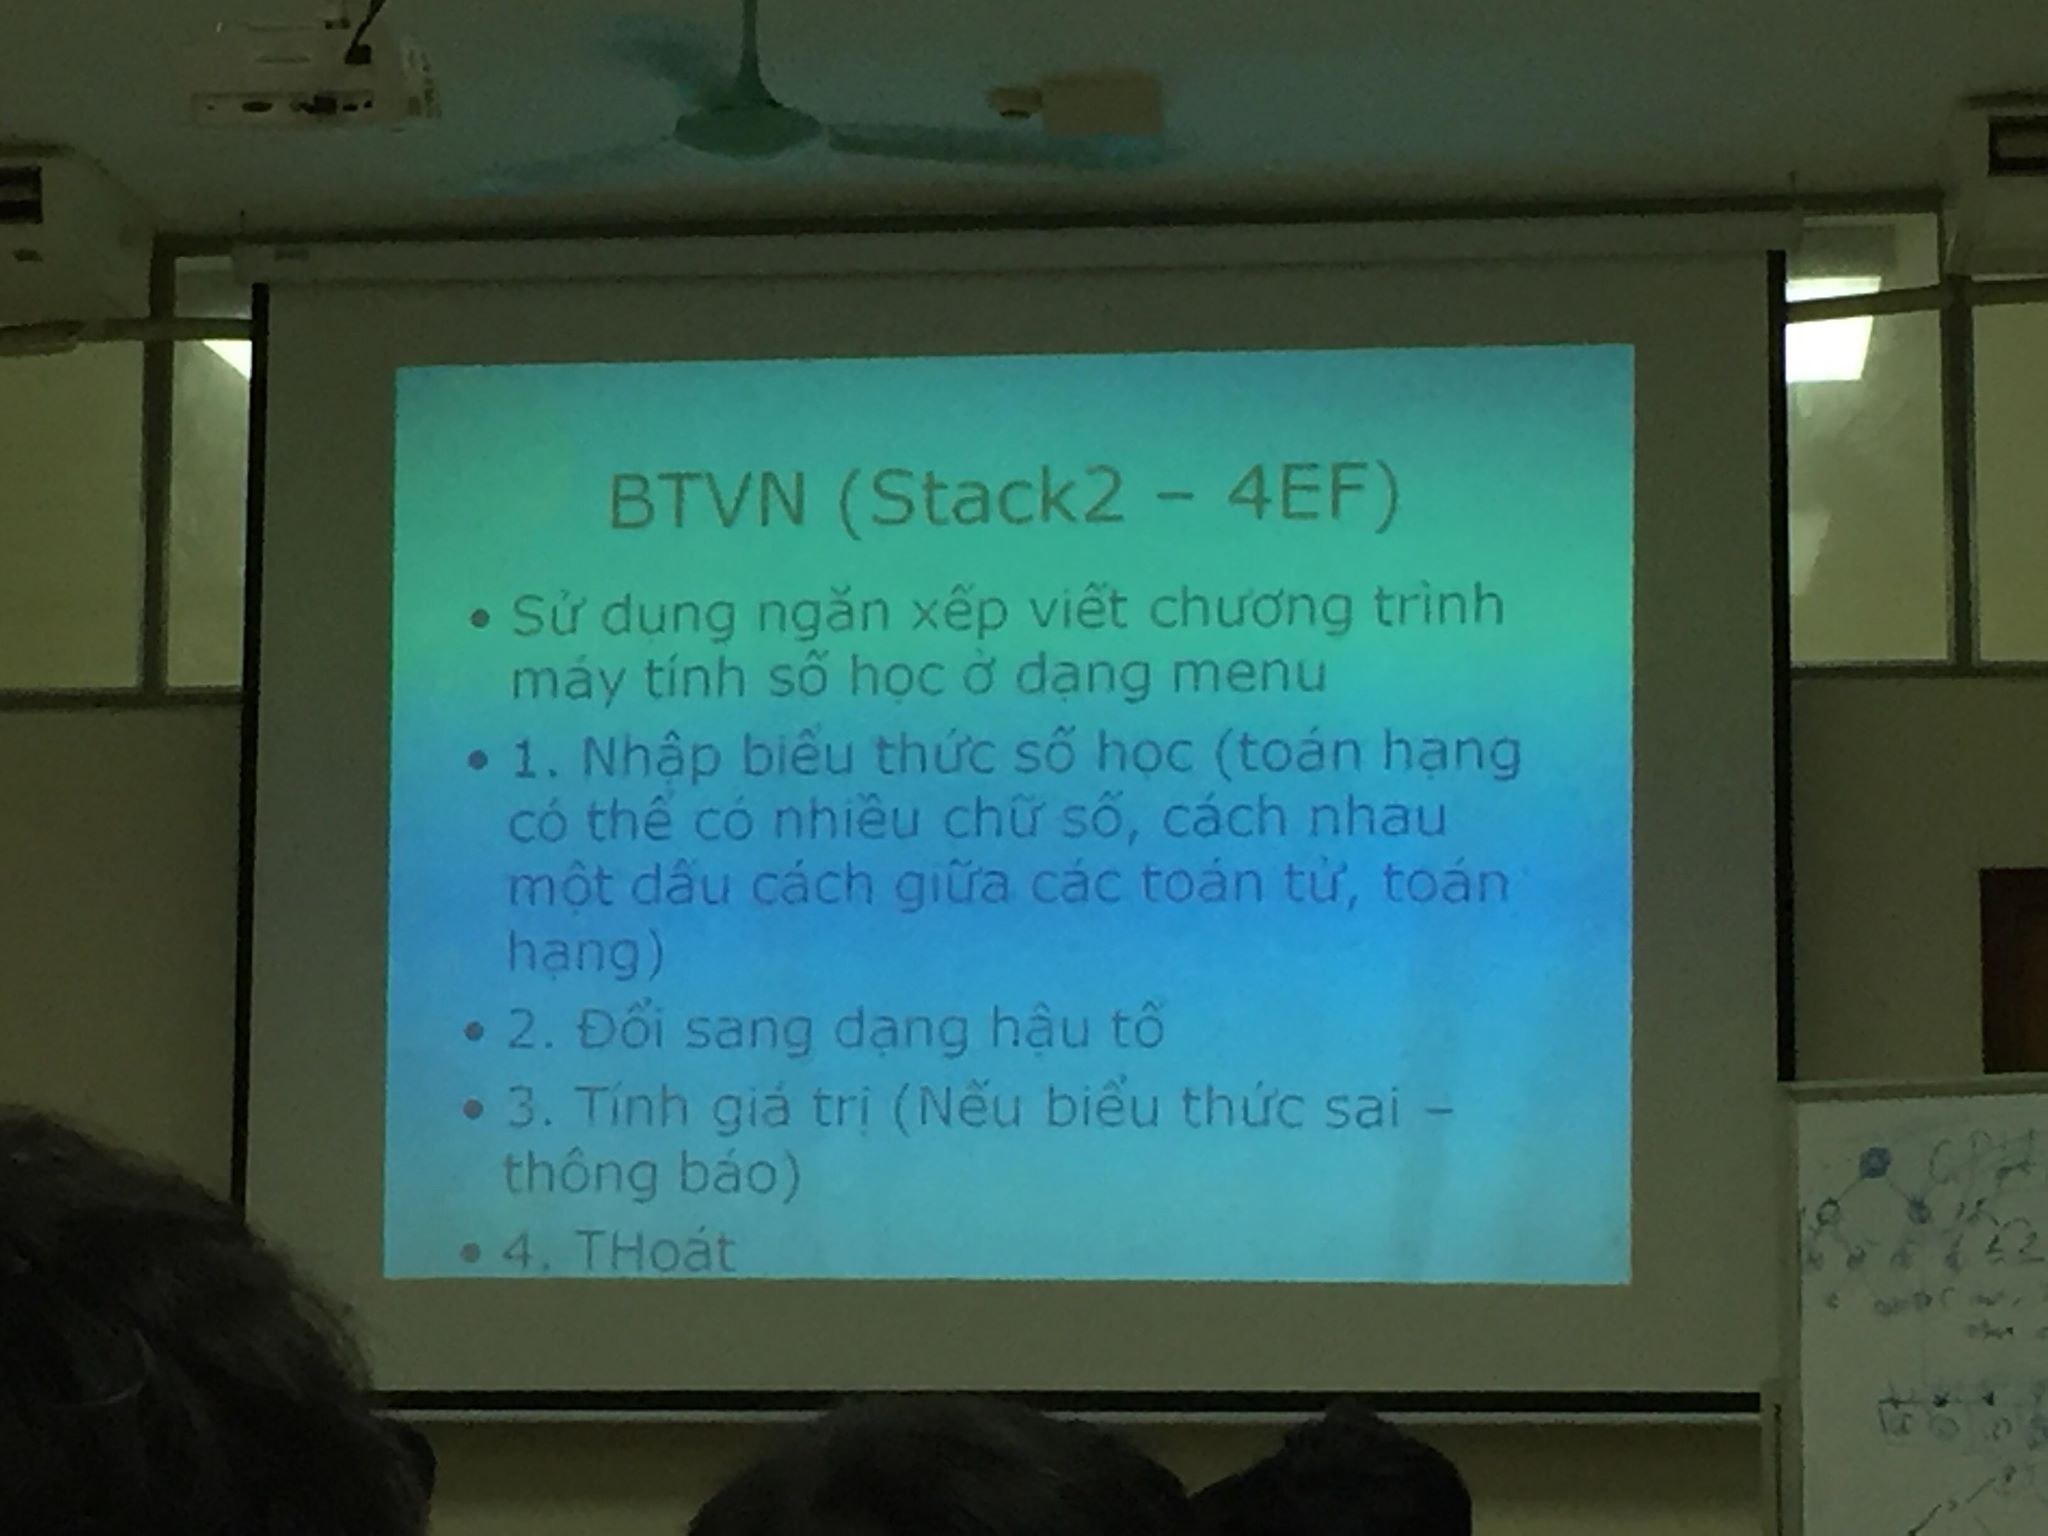 BTVN (Stack2 – 4EF)
• Sử dụng ngăn xếp viết chương trình
máy tính số học ở dạng menu
• 1. Nhập biểu thức số học (toán hạng
có thể có nhiều chữ số, cách nhau
một dấu cách giữa các toán tử, toán
hạng)
• 2. Đổi sang dạng hậu tố
• 3. Tính giá trị (Nếu biểu thức sai –
thông báo)
• 4. THoát